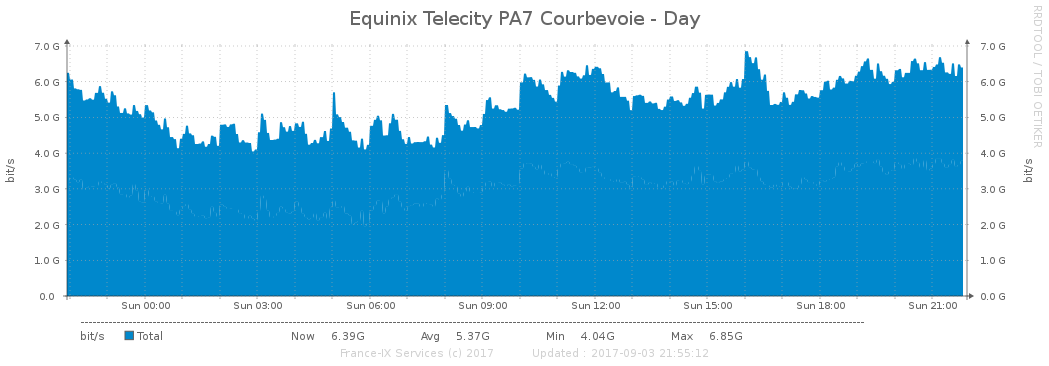 Equinix Telecity PA7 Courbevoie - Day
RRDTOOL / TOBI OETIKER
bit/s
bit/s
7.0 G 7.0 G
6.0 G 6.0 G
5.0 G 5.0 G
4.0 G 4.0 G
3.0 G 3.0 G
2.0 G 2.0 G
1.0 G 1.0 G
0.0 0.0 G
Sun 00:00 Sun 03:00 Sun 06:00 Sun 09:00 Sun 12:00 Sun 15:00 Sun 18:00 Sun 21:00
bit/s Total Now 6.39G Avg 5.37G Min 4.04G Max 6.85G
France-IX Services (c) 2017 Updated : 2017-09-03 21:55:12